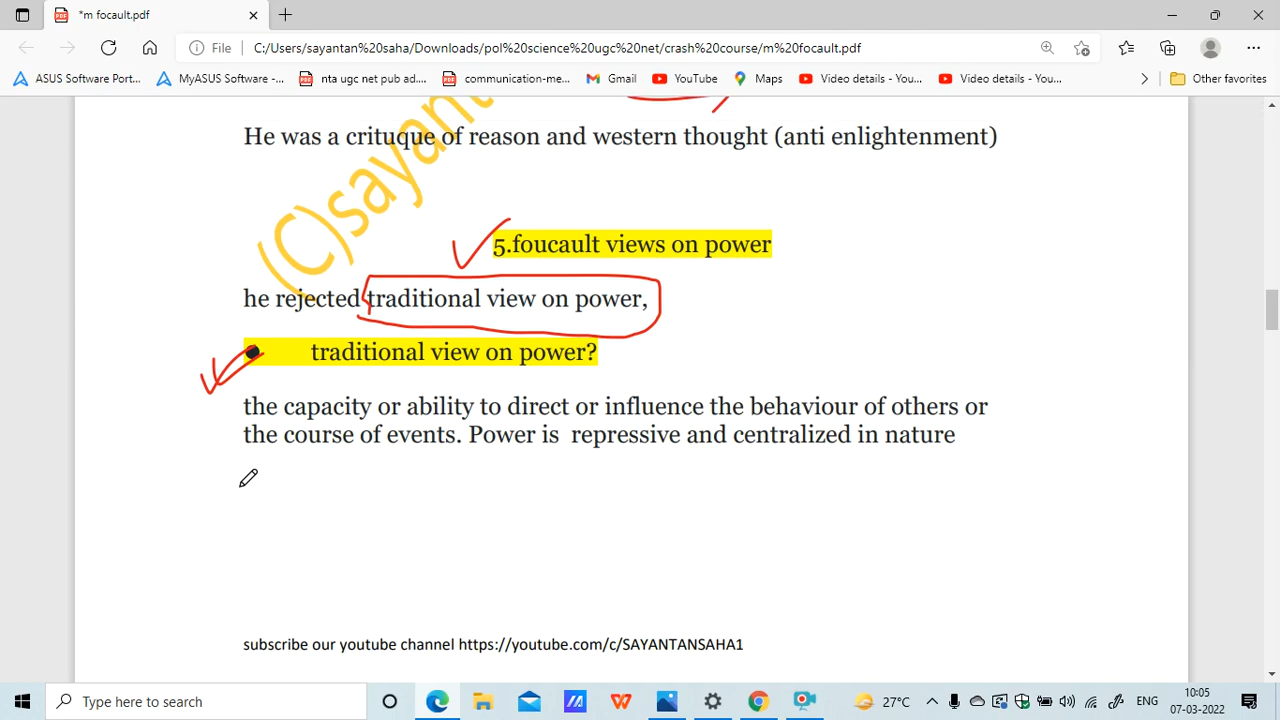 *m focault.pdf
File
C:/Users/sayantan%20saha/Downloads/pol%20science%20ugc%20net/crash%20course/m%20focault.pdf
ASUS Software Port...
MyASUS Software -...
nta ugc net pub ad....
communication-me...
Gmail
YouTube
Maps
Video details - You...
Video details - You...
Other favorites
He was a crituque of reason and western thought (anti enlightenment)
(C)sayant
5.foucault views on power
he rejected traditional view on power,
traditional view on power?
the capacity or ability to direct or influence the behaviour of others or
the course of events. Power is repressive and centralized in nature
subscribe our youtube channel https://youtube.com/c/SAYANTANSAHA1
Type here to search
27°C
ENG
10:05
07-03-2022